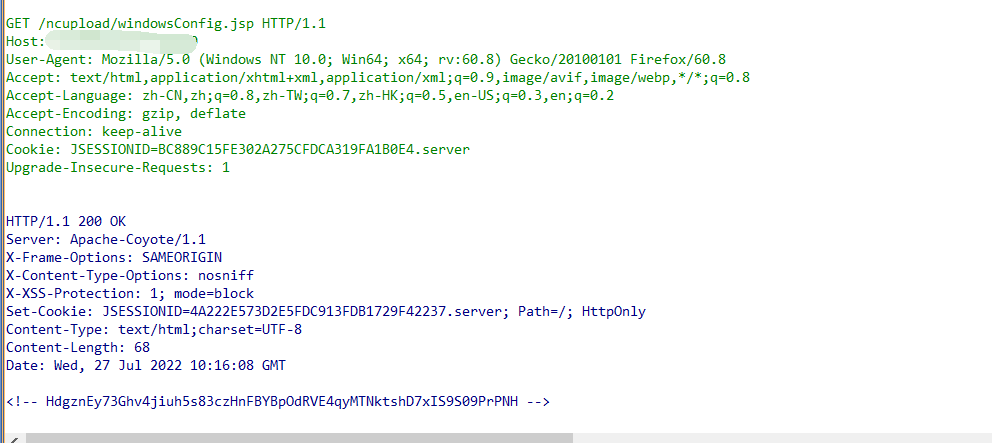 GET /ncupload/windowsConfig.jsp HTTP/1.1
Host:
User-Agent: Mozilla/5.0 (Windows NT 10.0; Win64; x64; rv:60.8) Gecko/20100101 Firefox/60.8
Accept: text/html,application/xhtml+xml,application/xml;q=0.9,image/avif,image/webp,*/*;q=0.8
Accept-Language: zh-CN,zh;q=0.8,zh-TW;q=0.7,zh-HK;q=0.5,en-US;q=0.3,en;q=0.2
Accept-Encoding: gzip, deflate
Connection: keep-alive
Cookie: JSESSIONID=BC889C15FE302A275CFDCA319FA1B0E4.server
Upgrade-Insecure-Requests: 1
HTTP/1.1 200 OK
Server: Apache-Coyote/1.1
X-Frame-Options: SAMEORIGIN
X-Content-Type-Options: nosniff
X-XSS-Protection: 1; mode=block
Set-Cookie: JSESSIONID=4A222E573D2E5FDC913FDB1729F42237.server; Path=/; HttpOnly
Content-Type: text/html;charset=UTF-8
Content-Length: 68
Date: Wed, 27 Jul 2022 10:16:08 GMT
<!-- HdgznEy73Ghv4jiuh5s83czHnFBYBpOdRVE4qyMTNktshD7xIS9S09PrPNH -->